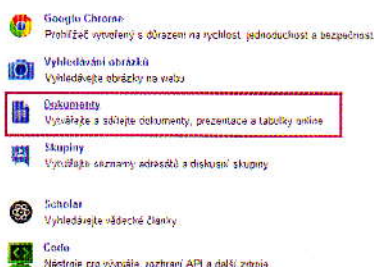 Google Chrome
Prohlížeč vytvořený s důrazem na rychlost, jednoduchost a bezpečnost
Vyhledávání obrázků
Vyhledávejte obrázky na webu
Dokumenty
Vytvářejte a sdílejte dokumenty, prezentace a tabulky online
Skupiny
Vytvářejte seznamy adresátů a diskusní skupiny
Scholar
Vyhledávejte vědecké články
Code
Nástroje pro vývojáře, rozhraní API a další zdroje